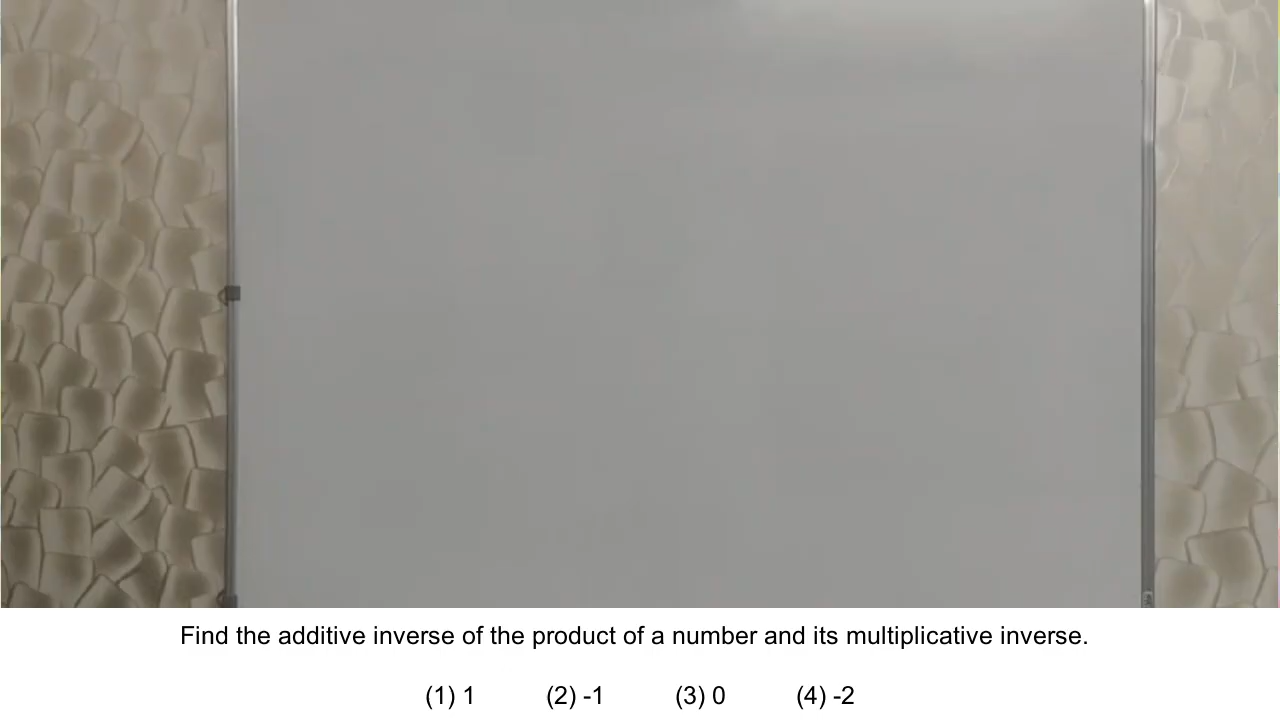 Find the additive inverse of the product of a number and its multiplicative inverse.
(1) 1 (2) -1 (3) 0 (4) -2